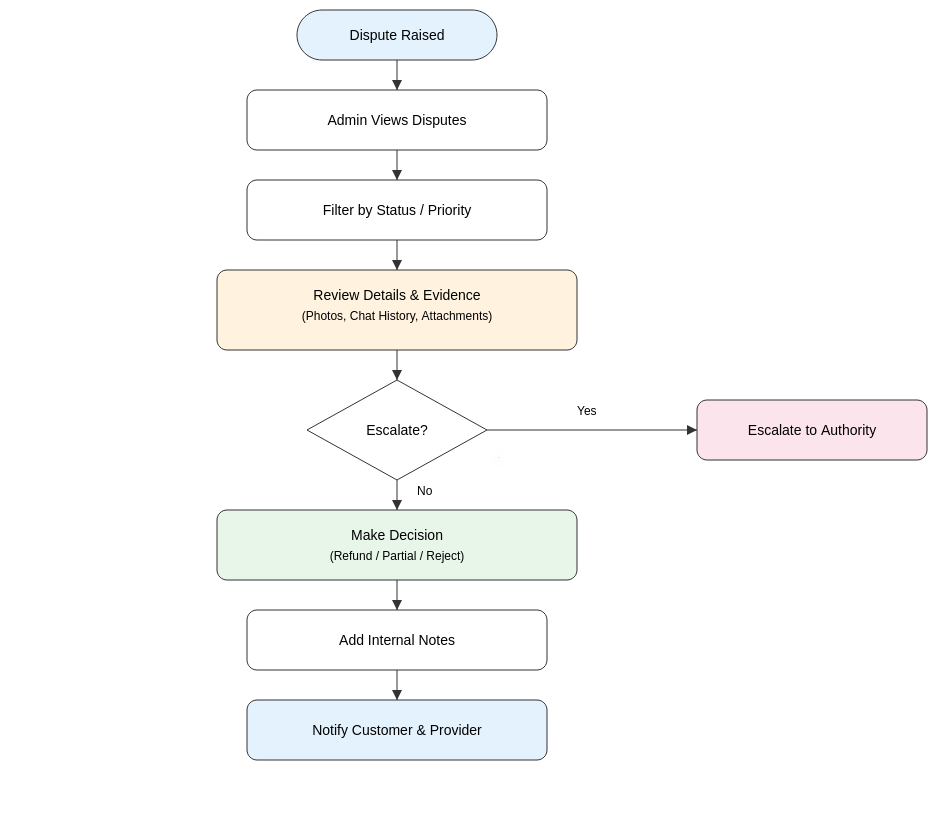 Dispute Raised
Admin Views Disputes
Filter by Status / Priority
Review Details & Evidence
(Photos, Chat History, Attachments)
Escalate?
Yes
Escalate to Authority
No
Make Decision
(Refund / Partial / Reject)
Add Internal Notes
Notify Customer & Provider